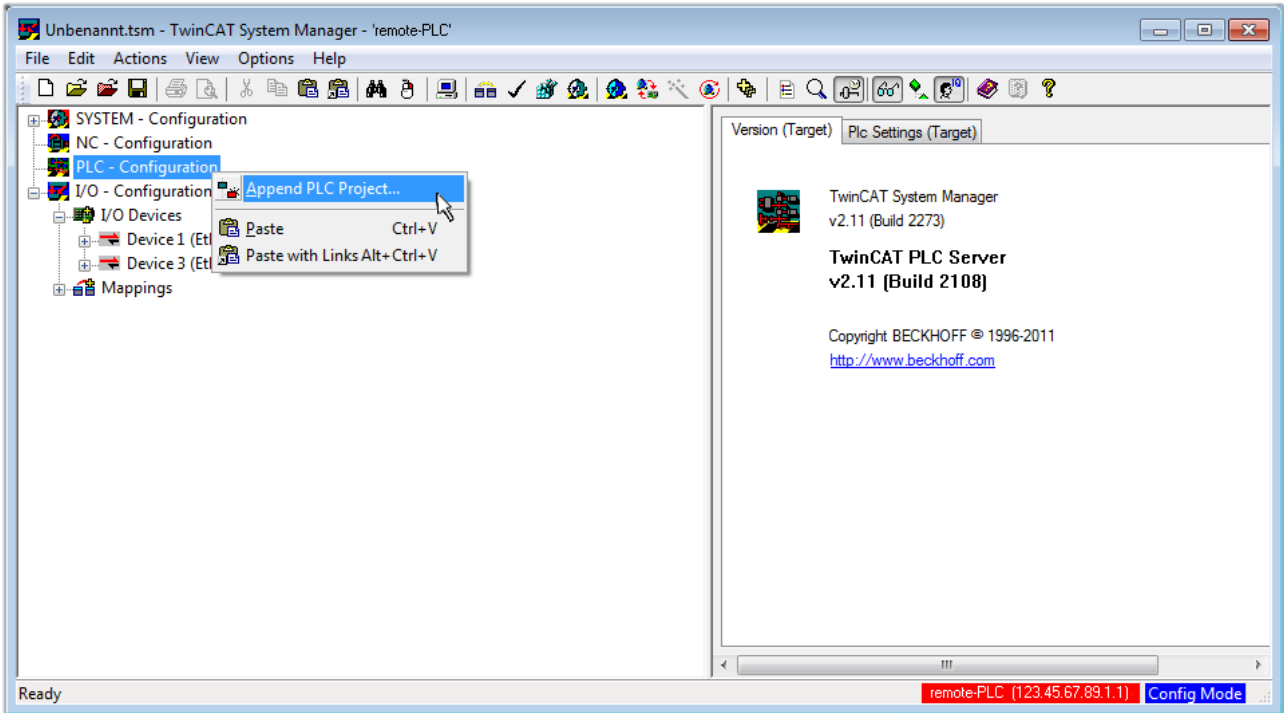 Unbenannt.tsm - TwinCAT System Manager - 'remote-PLC'
File Edit Actions View Options Help
SYSTEM - Configuration
NC - Configuration
PLC - Configuration
I/O - Configuration
I/O Devices
Device 1 (Etl
Device 3 (Etl
Mappings
Append PLC Project...
Paste Ctrl+V
Paste with Links Alt+Ctrl+V
Version (Target) Plc Settings (Target)
TwinCAT System Manager
v2.11 (Build 2273)
TwinCAT PLC Server
v2.11 (Build 2108)
Copyright BECKHOFF © 1996-2011
http://www.beckhoff.com
Ready remote-PLC (123.45.67.89.1.1) Config Mode